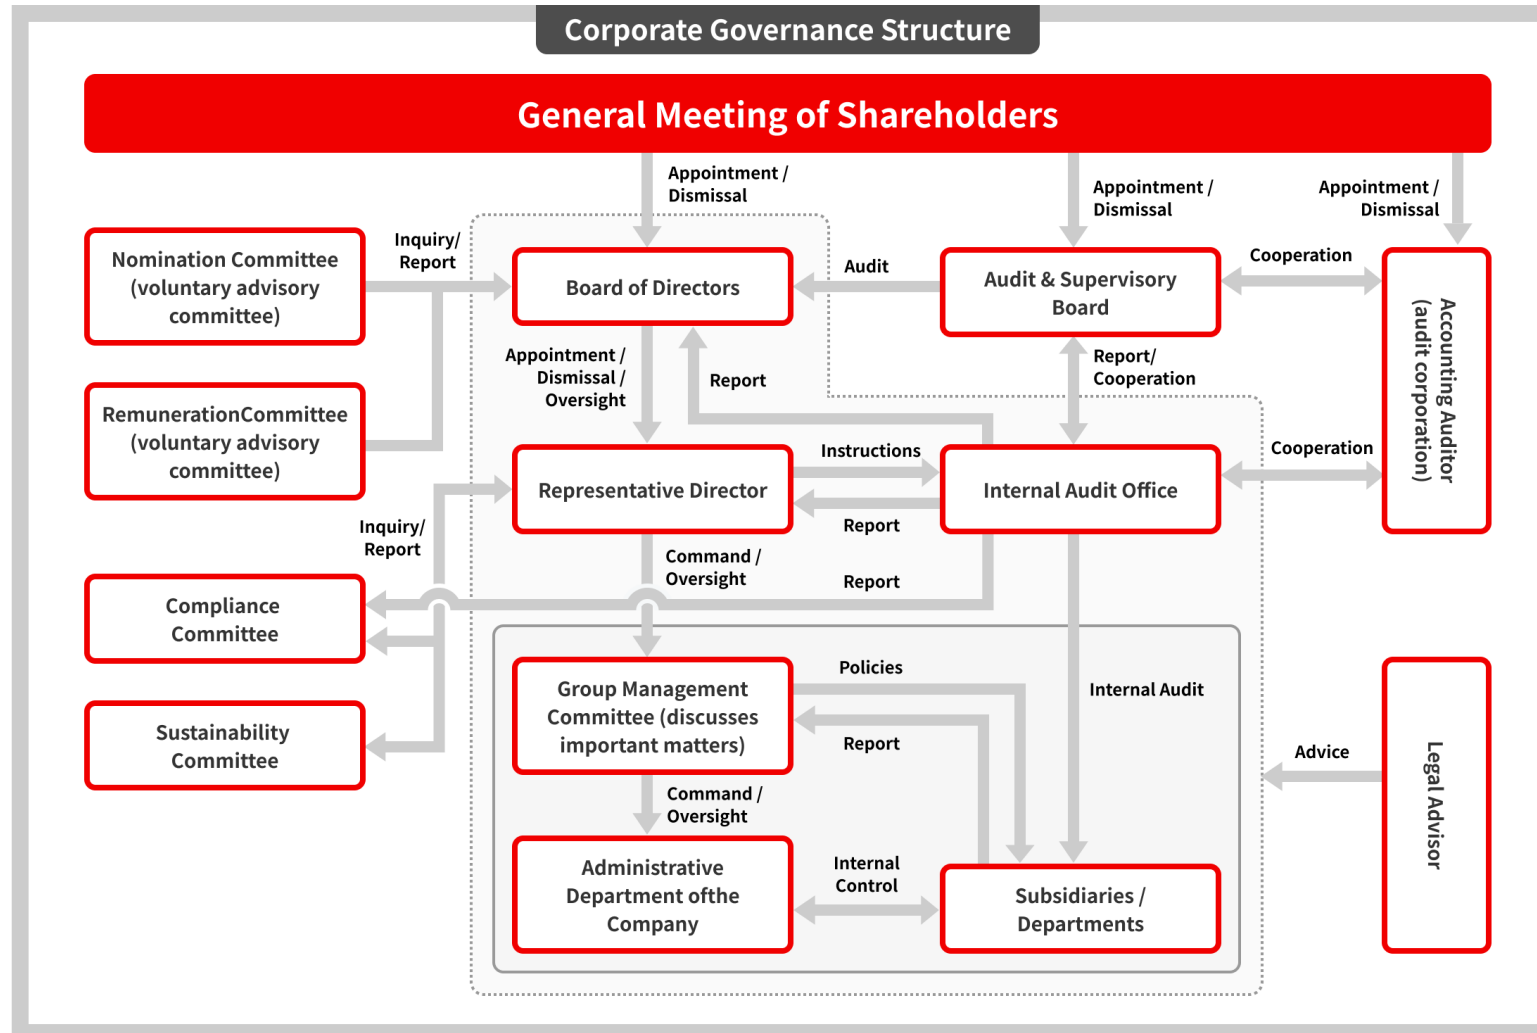 Corporate Governance Structure
General Meeting of Shareholders
Appointment /
Dismissal
Appointment /
Dismissal
Appointment /
Dismissal
Nomination Committee
(voluntary advisory
committee)
Inquiry/
Report
Board of Directors
Audit
Audit & Supervisory
Board
Cooperation
Accounting Auditor
(audit corporation)
Appointment /
Dismissal /
Oversight
Report
Report/
Cooperation
RemunerationCommittee
(voluntary advisory
committee)
Representative Director
Instructions
Report
Internal Audit Office
Cooperation
Inquiry/
Report
Command /
Oversight
Report
Compliance
Committee
Sustainability
Committee
Group Management
Committee (discusses
important matters)
Policies
Report
Internal Audit
Advice
Legal Advisor
Command /
Oversight
Administrative
Department ofthe
Company
Internal
Control
Subsidiaries /
Departments